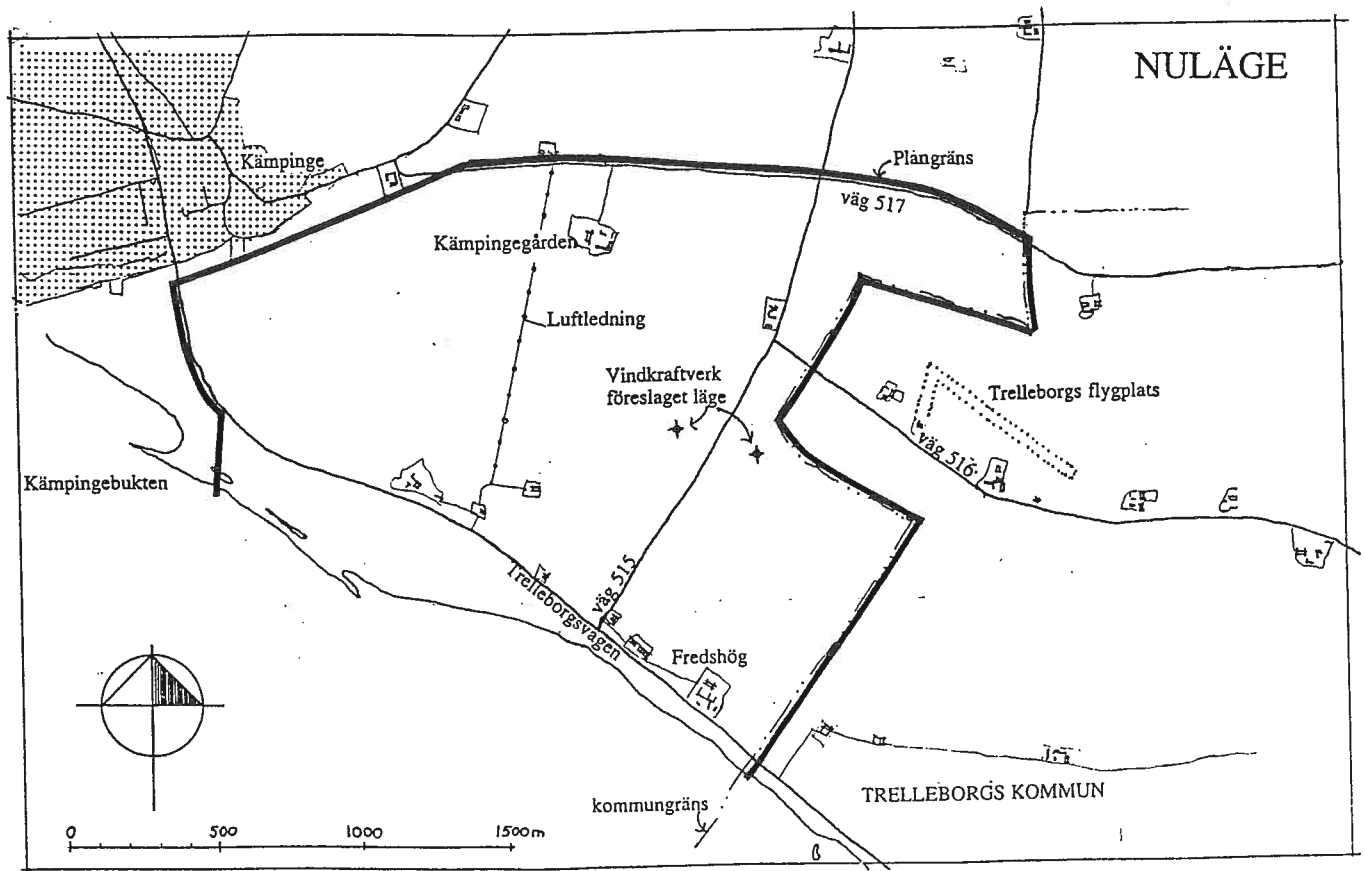 NULÄGE
Kämpinge
Plangräns
väg 517
Kämpingegården
Luftledning
Vindkraftverk
föreslaget läge
Trelleborgs flygplats
väg 516
Kämpingebukten
väg 515
Trelleborgsvägen
Fredshög
kommungräns
TRELLEBORGS KOMMUN
0 500 1000 1500 m